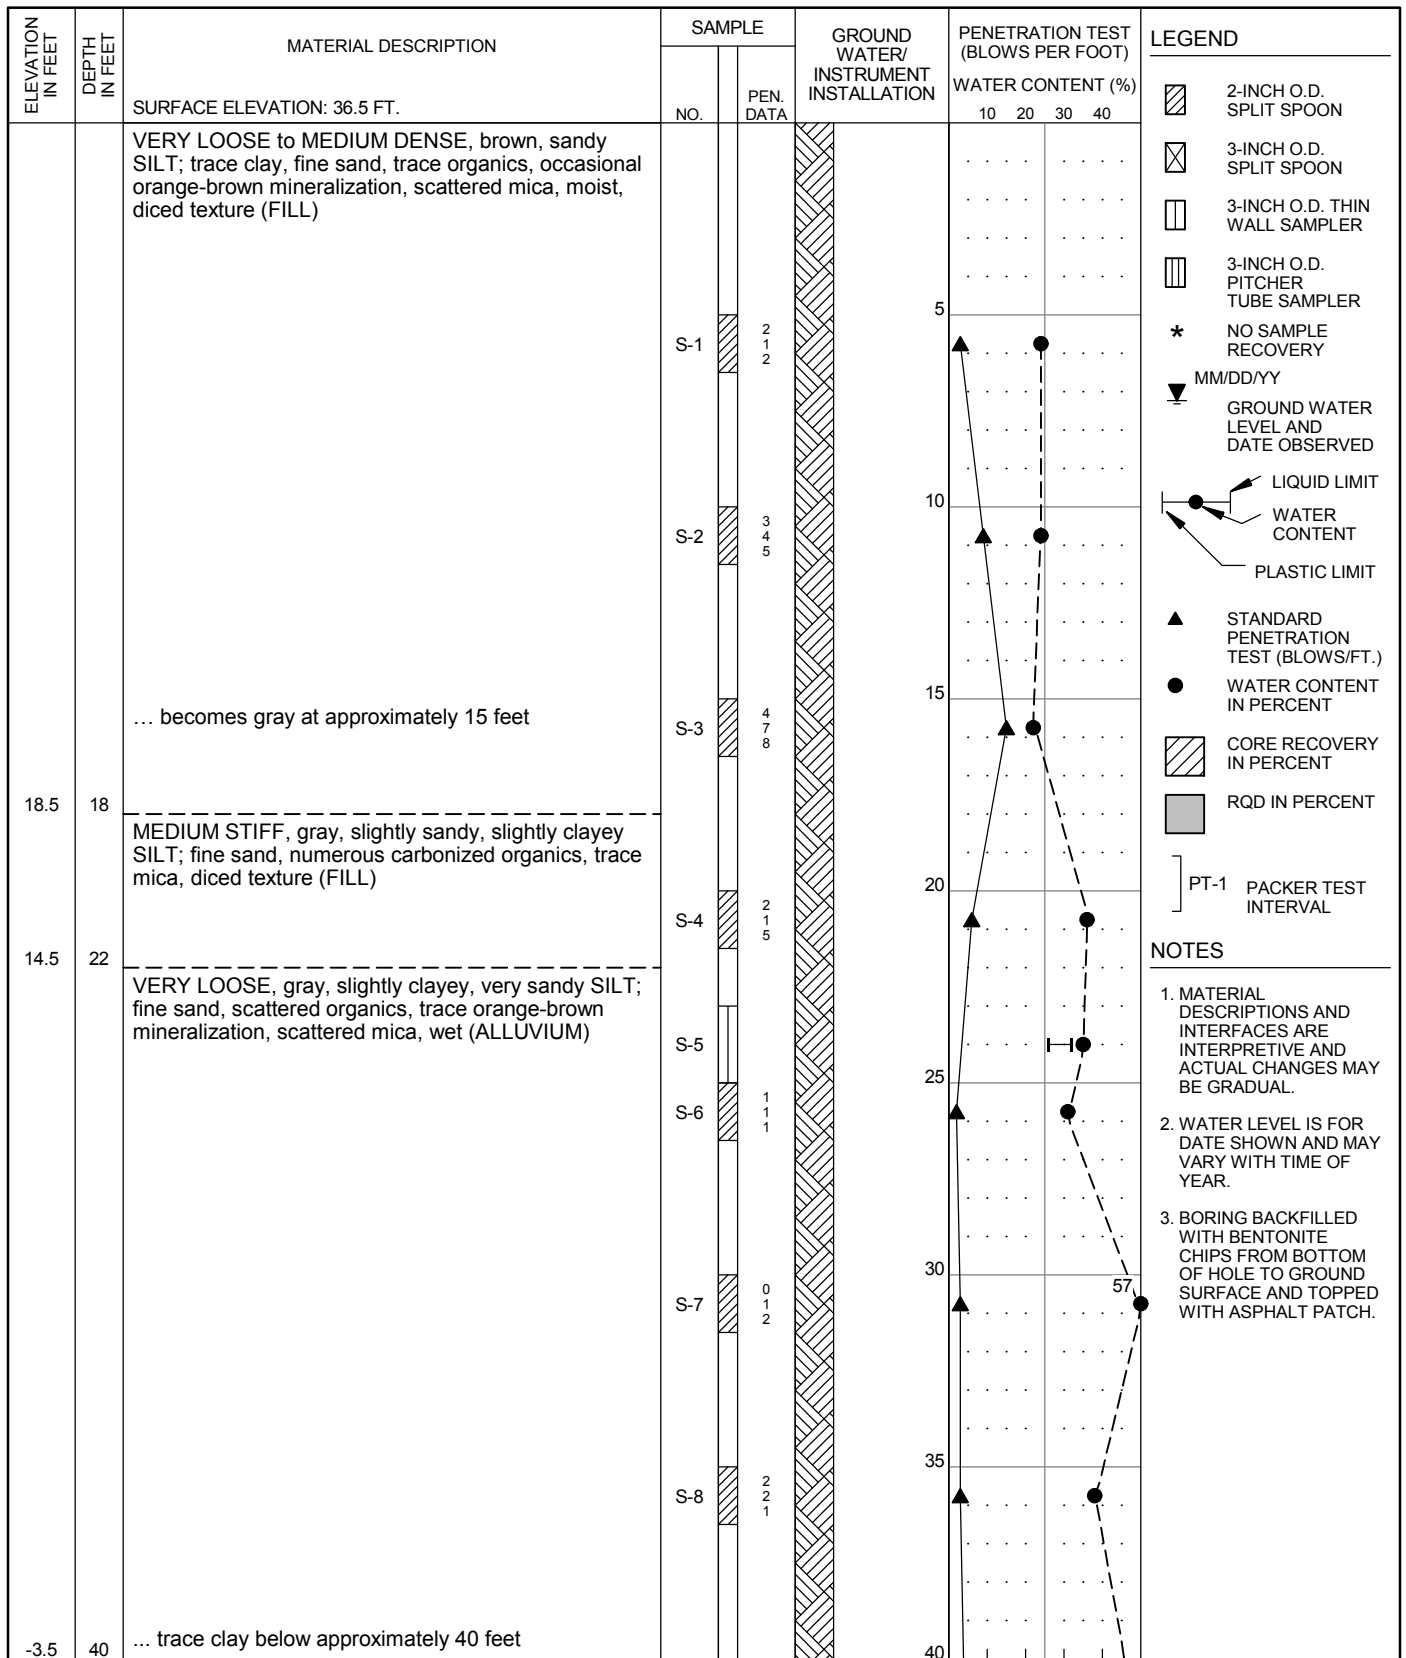 ELEVATION
IN FEET
DEPTH
IN FEET
MATERIAL DESCRIPTION
SURFACE ELEVATION: 36.5 FT.
SAMPLE
NO.
PEN.
DATA
GROUND
WATER/
INSTRUMENT
INSTALLATION
PENETRATION TEST
(BLOWS PER FOOT)
WATER CONTENT (%)
10 20 30 40
VERY LOOSE to MEDIUM DENSE, brown, sandy
SILT; trace clay, fine sand, trace organics, occasional
orange-brown mineralization, scattered mica, moist,
diced texture (FILL)
5
S-1
2
1
2
10
S-2
3
4
5
15
… becomes gray at approximately 15 feet
S-3
4
7
8
18.5 18
MEDIUM STIFF, gray, slightly sandy, slightly clayey
SILT; fine sand, numerous carbonized organics, trace
mica, diced texture (FILL)
20
S-4
2
1
5
14.5 22
VERY LOOSE, gray, slightly clayey, very sandy SILT;
fine sand, scattered organics, trace orange-brown
mineralization, scattered mica, wet (ALLUVIUM)
S-5
25
S-6
1
1
1
30
57
S-7
0
1
2
35
S-8
2
2
1
... trace clay below approximately 40 feet
-3.5 40
40
LEGEND
2-INCH O.D.
SPLIT SPOON
3-INCH O.D.
SPLIT SPOON
3-INCH O.D. THIN
WALL SAMPLER
3-INCH O.D.
PITCHER
TUBE SAMPLER
* NO SAMPLE
RECOVERY
MM/DD/YY
GROUND WATER
LEVEL AND
DATE OBSERVED
LIQUID LIMIT
WATER
CONTENT
PLASTIC LIMIT
STANDARD
PENETRATION
TEST (BLOWS/FT.)
WATER CONTENT
IN PERCENT
CORE RECOVERY
IN PERCENT
RQD IN PERCENT
PT-1 PACKER TEST
INTERVAL
NOTES
1. MATERIAL
DESCRIPTIONS AND
INTERFACES ARE
INTERPRETIVE AND
ACTUAL CHANGES MAY
BE GRADUAL.
2. WATER LEVEL IS FOR
DATE SHOWN AND MAY
VARY WITH TIME OF
YEAR.
3. BORING BACKFILLED
WITH BENTONITE
CHIPS FROM BOTTOM
OF HOLE TO GROUND
SURFACE AND TOPPED
WITH ASPHALT PATCH.